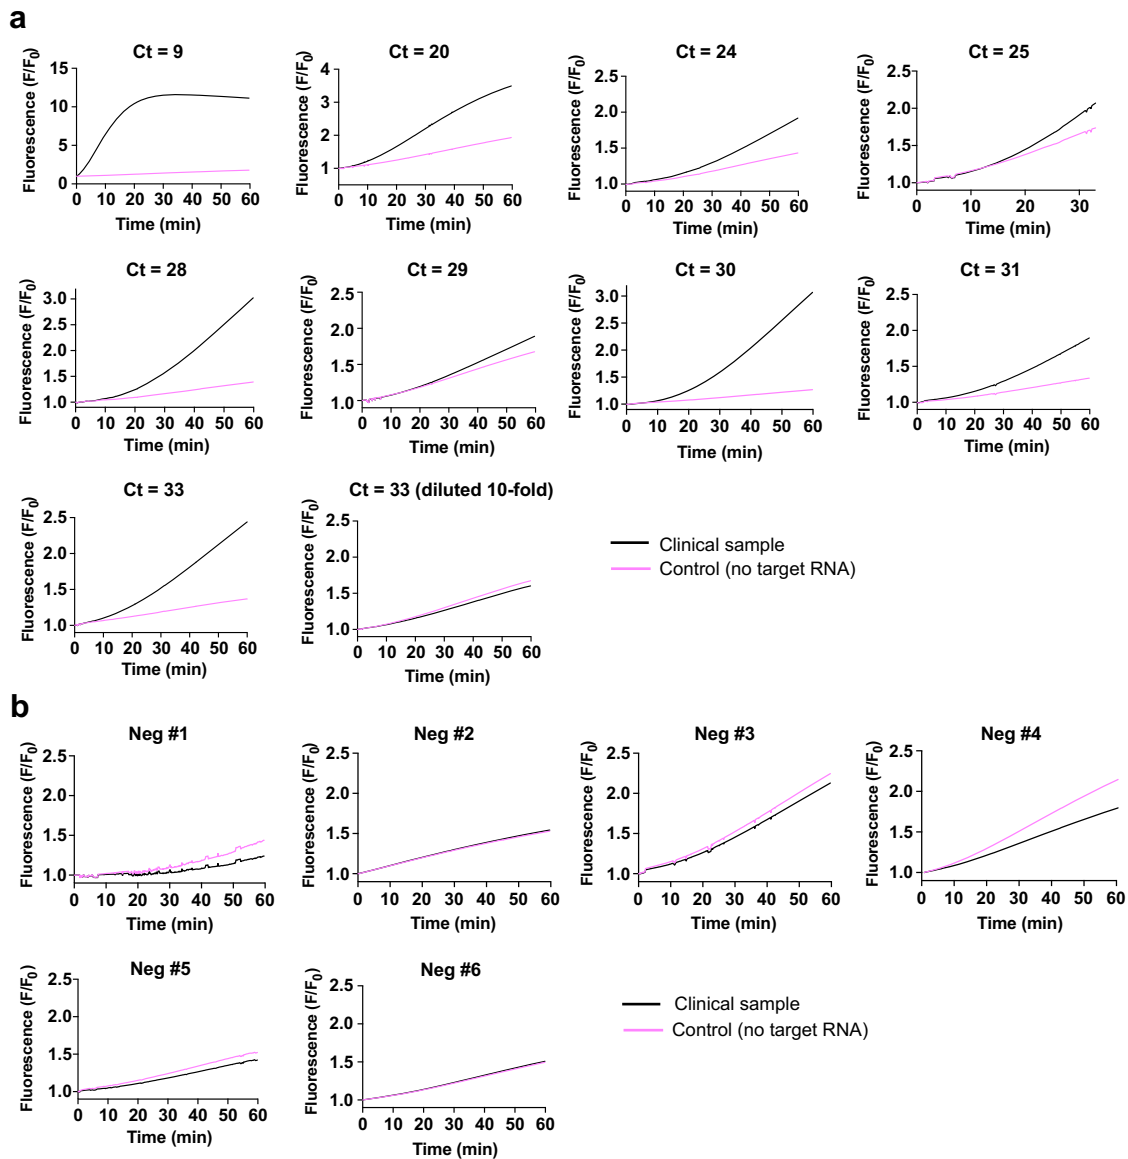 a
Ct = 9
Fluorescence (F/F0)
15
10
5
0
0 10 20 30 40 50 60
Time (min)
Ct = 20
Fluorescence (F/F0)
4
3
2
1
0 10 20 30 40 50 60
Time (min)
Ct = 24
Fluorescence (F/F0)
2.5
2.0
1.5
1.0
0 10 20 30 40 50 60
Time (min)
Ct = 25
Fluorescence (F/F0)
2.5
2.0
1.5
1.0
0 10 20 30
Time (min)
Ct = 28
Fluorescence (F/F0)
3.0
2.5
2.0
1.5
1.0
0 10 20 30 40 50 60
Time (min)
Ct = 29
Fluorescence (F/F0)
2.5
2.0
1.5
1.0
0 10 20 30 40 50 60
Time (min)
Ct = 30
Fluorescence (F/F0)
3.0
2.5
2.0
1.5
1.0
0 10 20 30 40 50 60
Time (min)
Ct = 31
Fluorescence (F/F0)
2.5
2.0
1.5
1.0
0 10 20 30 40 50 60
Time (min)
Ct = 33
Fluorescence (F/F0)
2.5
2.0
1.5
1.0
0 10 20 30 40 50 60
Time (min)
Ct = 33 (diluted 10-fold)
Fluorescence (F/F0)
2.5
2.0
1.5
1.0
0 10 20 30 40 50 60
Time (min)
Clinical sample
Control (no target RNA)
b
Neg #1
Fluorescence (F/F0)
2.5
2.0
1.5
1.0
0 10 20 30 40 50 60
Time (min)
Neg #2
Fluorescence (F/F0)
2.5
2.0
1.5
1.0
0 10 20 30 40 50 60
Time (min)
Neg #3
Fluorescence (F/F0)
2.5
2.0
1.5
1.0
0 10 20 30 40 50 60
Time (min)
Neg #4
Fluorescence (F/F0)
2.5
2.0
1.5
1.0
0 10 20 30 40 50 60
Time (min)
Neg #5
Fluorescence (F/F0)
2.5
2.0
1.5
1.0
0 10 20 30 40 50 60
Time (min)
Neg #6
Fluorescence (F/F0)
2.5
2.0
1.5
1.0
0 10 20 30 40 50 60
Time (min)
Clinical sample
Control (no target RNA)